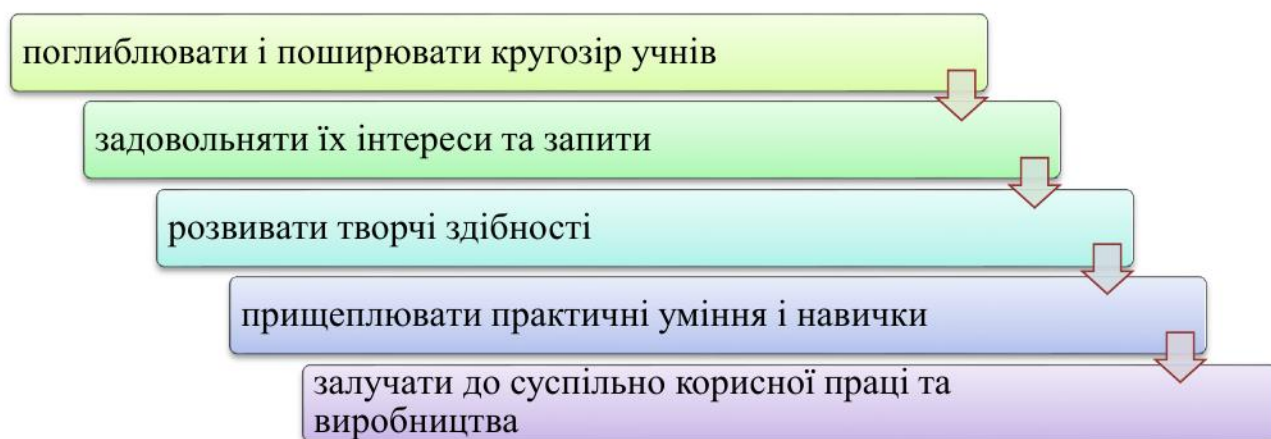 поглиблювати і поширювати кругозір учнів
задовольняти їх інтереси та запити
розвивати творчі здібності
прищеплювати практичні уміння і навички
залучати до суспільно корисної праці та
виробництва